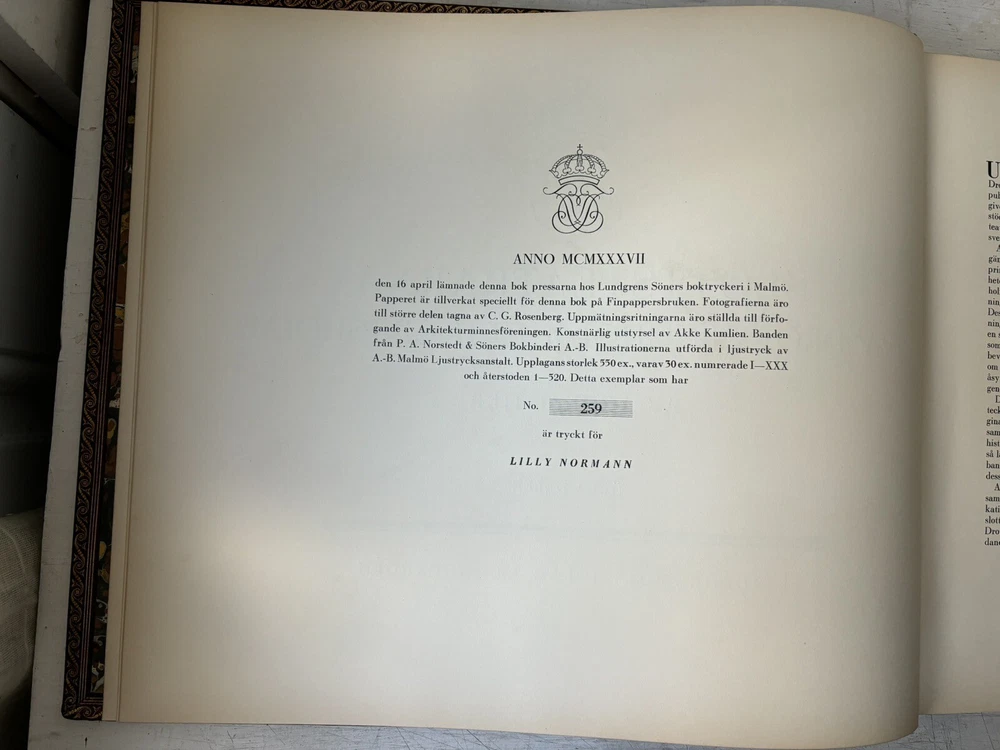 ANNO MCMXXXVII
den 16 april lämnade denna bok pressarna hos Lundgrens Söners boktryckeri i Malmö.
Papperet är tillverkat speciellt för denna bok på Finpappersbruken. Fotografierna äro
till större delen tagna av C. G. Rosenberg. Uppmätningsritningarna äro ställda till förfo-
gande av Arkitekturminnesföreningen. Konstnärlig utstyrsel av Akke Kumlien. Banden
från P. A. Norstedt & Söners Bokbinderi A.-B. Illustrationerna utförda i ljustryck av
A.-B. Malmö Ljustrycksanstalt. Upplagans storlek 350 ex., varav 30 ex. numrerade I—XXX
och återstoden 1—320. Detta exemplar som har
No. 259
är tryckt för
LILLY NORMANN